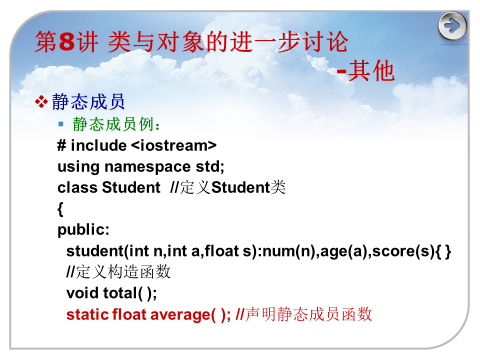 第8讲 类与对象的进一步讨论
-其他
静态成员
静态成员例：
# include <iostream>
using namespace std;
class Student //定义Student类
{
public:
student(int n,int a,float s):num(n),age(a),score(s){ }
//定义构造函数
void total( );
static float average( ); //声明静态成员函数